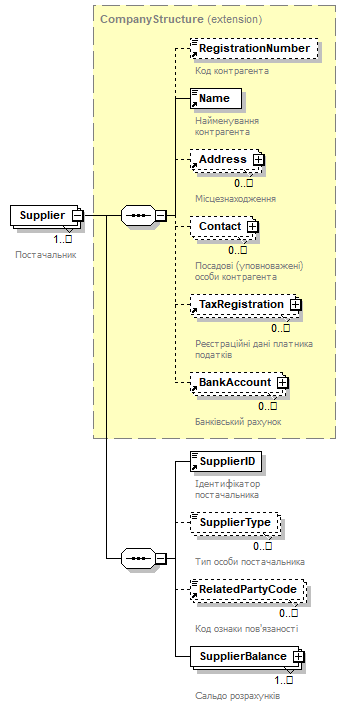 CompanyStructure (extension)
RegistrationNumber
Код контрагента
Name
Найменування
контрагента
Address
0..
Місцезнаходження
Supplier
1..
Постачальник
Contact
0..
Посадові (уповноважені)
особи контрагента
TaxRegistration
0..
Реєстраційні дані платника
податків
BankAccount
0..
Банківський рахунок
SupplierID
Ідентифікатор
постачальника
SupplierType
0..
Тип особи постачальника
RelatedPartyCode
0..
Код ознаки пов'язаності
SupplierBalance
1..
Сальдо розрахунків